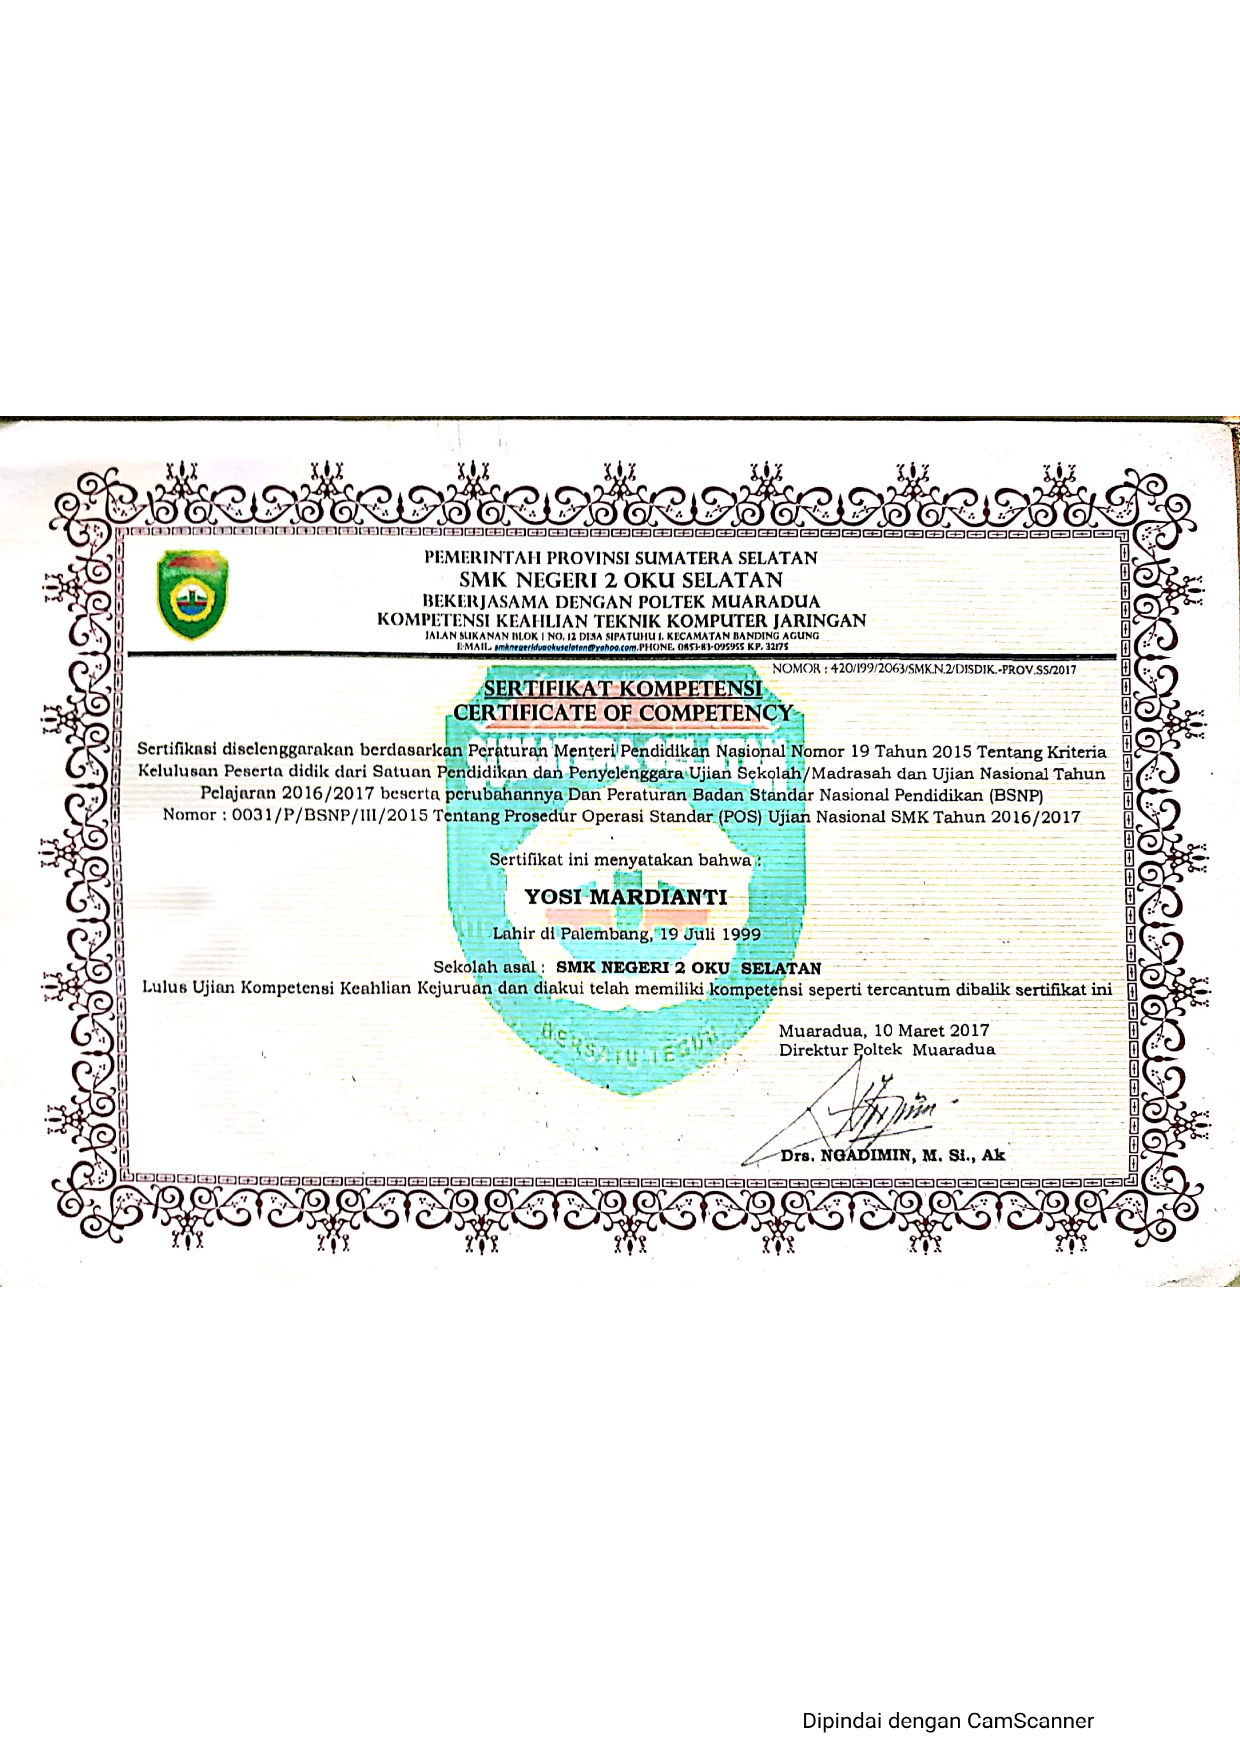 PEMERINTAH PROVINSI SUMATERA SELATAN
SMK NEGERI 2 OKU SELATAN
BEKERJASAMA DENGAN POLTEK MUARADUA
KOMPETENSI KEAHLIAN TEKNIK KOMPUTER JARINGAN
JALAN SUKANAN BLOK I NO. 12 DESA SIPATUHU I. KECAMATAN BANDING AGUNG
E-MAIL. smknegeriduaokuselatan@yahoo.com.PHONE. 0853-83-095955 KP. 32175
NOMOR : 420/199/2063/SMK.N.2/DISDIK.-PROV.SS/2017
SERTIFIKAT KOMPETENSI
CERTIFICATE OF COMPETENCY
Sertifikasi diselenggarakan berdasarkan Peraturan Menteri Pendidikan Nasional Nomor 19 Tahun 2015 Tentang Kriteria
Kelulusan Peserta didik dari Satuan Pendidikan dan Penyelenggara Ujian Sekolah/Madrasah dan Ujian Nasional Tahun
Pelajaran 2016/2017 beserta perubahannya Dan Peraturan Badan Standar Nasional Pendidikan (BSNP)
Nomor : 0031/P/BSNP/III/2015 Tentang Prosedur Operasi Standar (POS) Ujian Nasional SMK Tahun 2016/2017
Sertifikat ini menyatakan bahwa :
YOSI MARDIANTI
Lahir di Palembang, 19 Juli 1999
Sekolah asal : SMK NEGERI 2 OKU SELATAN
Lulus Ujian Kompetensi Keahlian Kejuruan dan diakui telah memiliki kompetensi seperti tercantum dibalik sertifikat ini
BERSATU TEGUH
Muaradua, 10 Maret 2017
Direktur Poltek Muaradua
Drs. NGADIMIN, M. Si., Ak
Dipindai dengan CamScanner